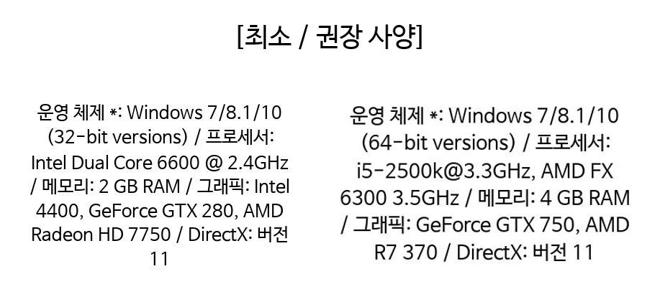 [최소 / 권장 사양]
운영 체제 *: Windows 7/8.1/10
(32-bit versions) / 프로세서:
Intel Dual Core 6600 @ 2.4GHz
/ 메모리: 2 GB RAM / 그래픽: Intel
4400, GeForce GTX 280, AMD
Radeon HD 7750 / DirectX: 버전
11
운영 체제 *: Windows 7/8.1/10
(64-bit versions) / 프로세서:
i5-2500k@3.3GHz, AMD FX
6300 3.5GHz / 메모리: 4 GB RAM
/ 그래픽: GeForce GTX 750, AMD
R7 370 / DirectX: 버전 11